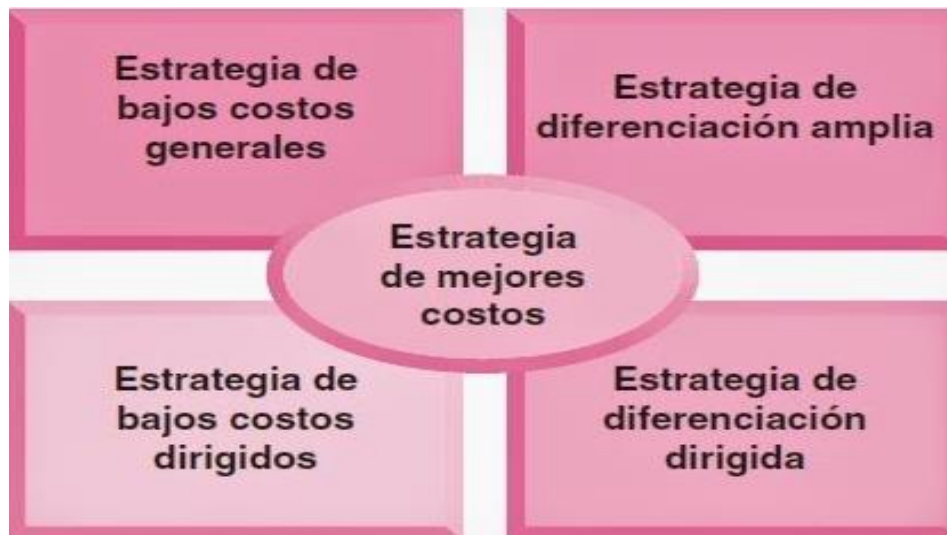 Estrategia de
bajos costos
generales
Estrategia de
diferenciación amplia
Estrategia
de mejores
costos
Estrategia de
bajos costos
dirigidos
Estrategia de
diferenciación
dirigida